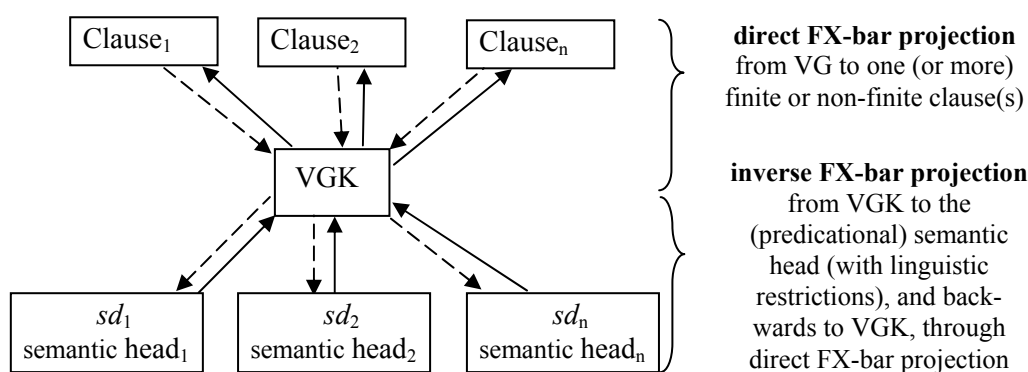 Clause₁
Clause₂
Clauseₙ
direct FX-bar projection
from VG to one (or more)
finite or non-finite clause(s)
VGK
inverse FX-bar projection
from VGK to the
(predicational) semantic
head (with linguistic
restrictions), and back-
wards to VGK, through
direct FX-bar projection
sd₁
semantic head₁
sd₂
semantic head₂
sdₙ
semantic headₙ